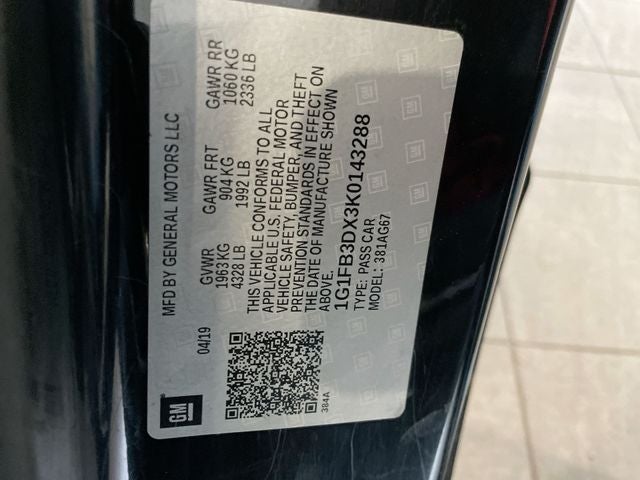 MFD BY GENERAL MOTORS LLC
04/19
GVWR GAWR FRT GAWR RR
1963 KG 904 KG 1060 KG
4328 LB 1992 LB 2336 LB
THIS VEHICLE CONFORMS TO ALL
APPLICABLE U.S. FEDERAL MOTOR
VEHICLE SAFETY, BUMPER, AND THEFT
PREVENTION STANDARDS IN EFFECT ON
THE DATE OF MANUFACTURE SHOWN
ABOVE.
1G1FB3DX3K0143288
TYPE: PASS CAR
MODEL: 381AG67
GM
384A